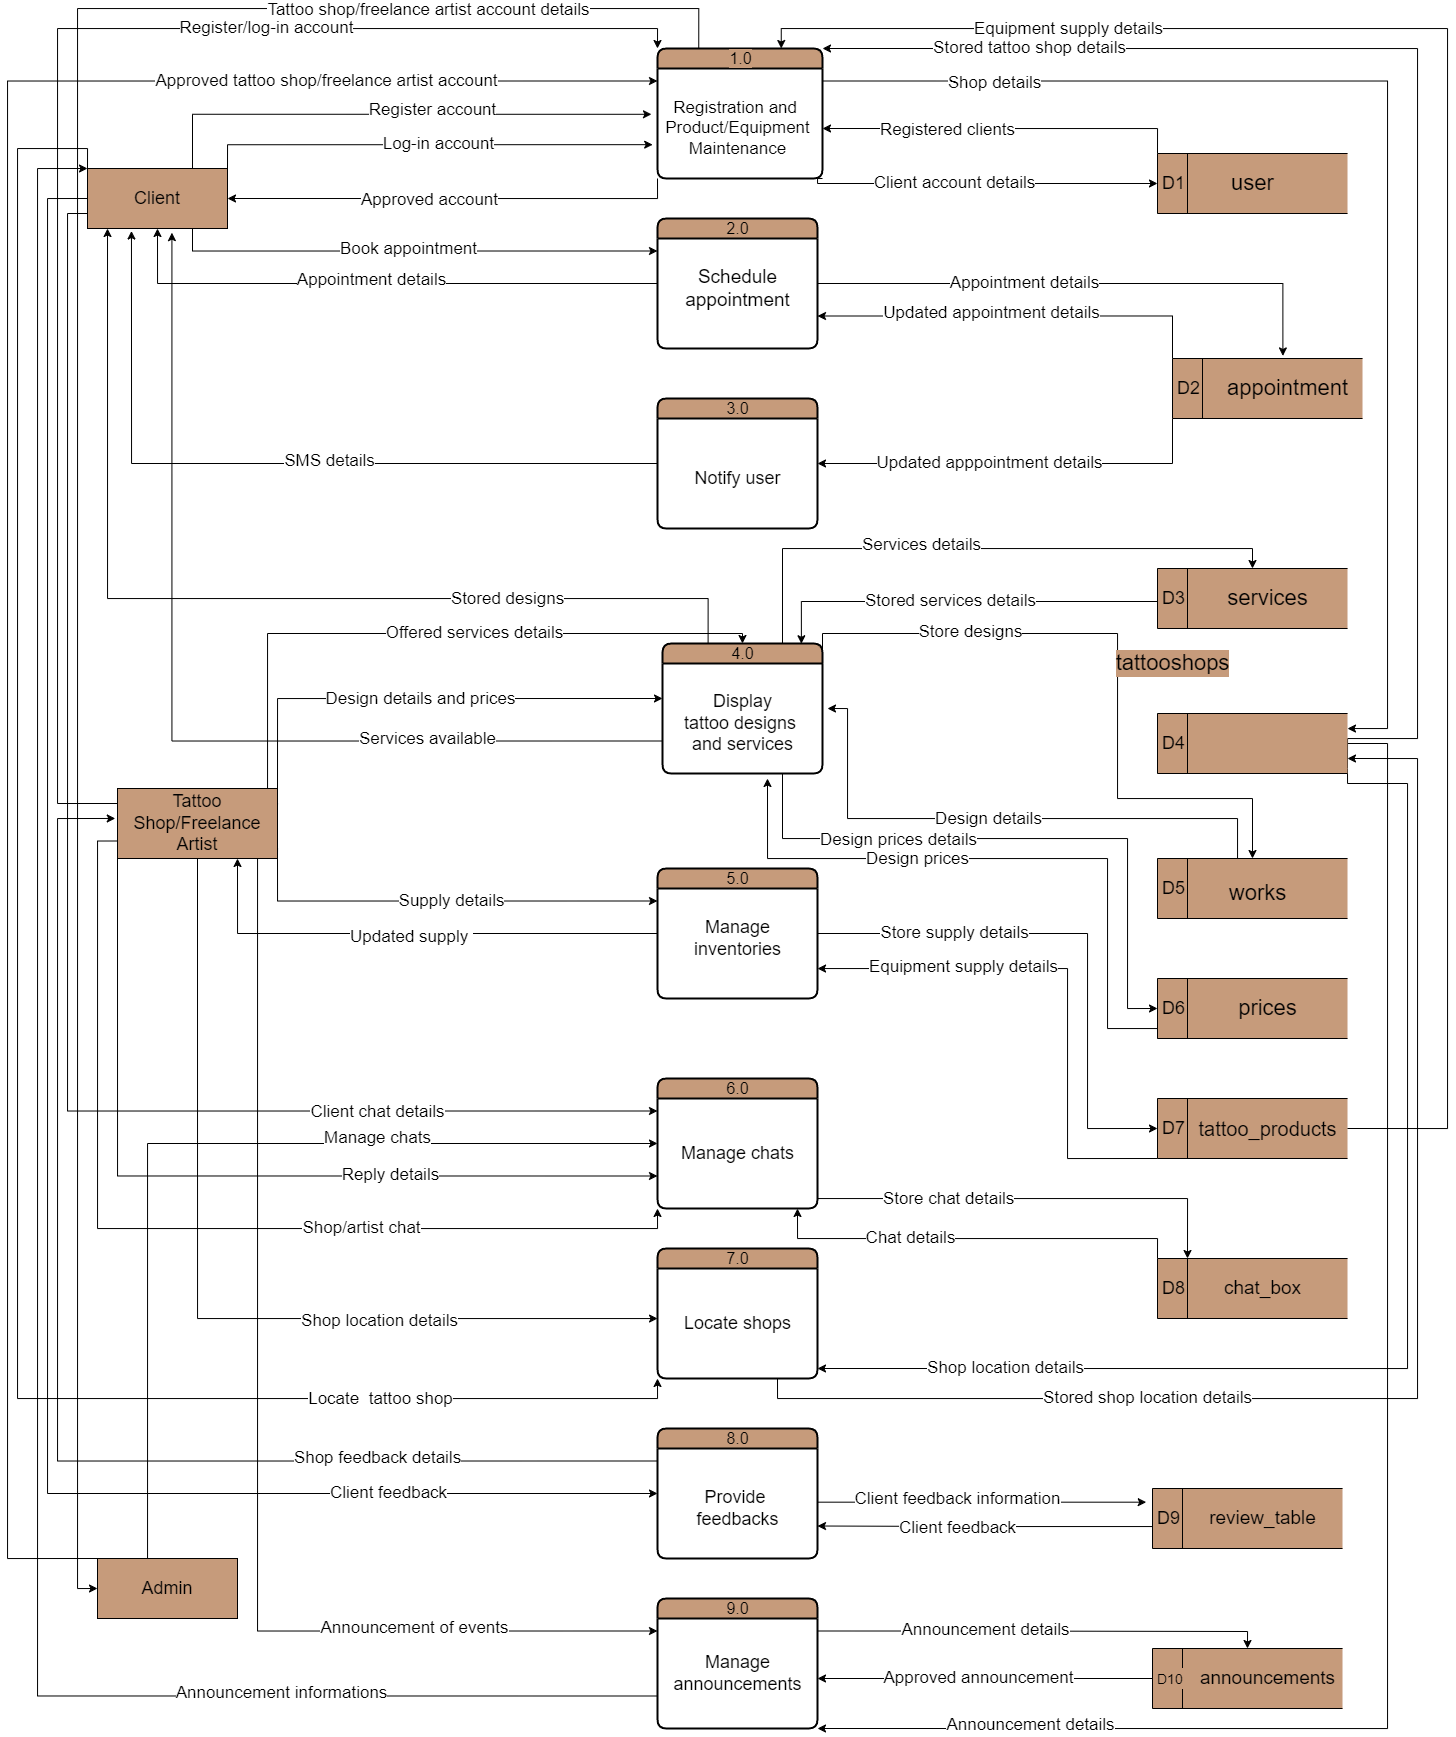 Tattoo shop/freelance artist account details
Register/log-in account
Equipment supply details
Stored tattoo shop details
1.0
Approved tattoo shop/freelance artist account
Shop details
Registration and
Product/Equipment
Maintenance
Register account
Registered clients
Log-in account
Client
D1
user
Client account details
Approved account
2.0
Book appointment
Schedule
appointment
Appointment details
Appointment details
Updated appointment details
D2
appointment
3.0
Notify user
SMS details
Updated apppointment details
Services details
Stored designs
Stored services details
D3
services
Offered services details
Store designs
4.0
tattooshops
Design details and prices
Display
tattoo designs
and services
Services available
D4
Tattoo
Shop/Freelance
Artist
Design details
Design prices details
Design prices
5.0
D5
works
Supply details
Manage
inventories
Updated supply
Store supply details
Equipment supply details
D6
prices
6.0
Client chat details
Manage chats
Manage chats
Reply details
D7
tattoo_products
Store chat details
Shop/artist chat
Chat details
7.0
D8
chat_box
Shop location details
Locate shops
Shop location details
Locate  tattoo shop
Stored shop location details
8.0
Shop feedback details
Client feedback
Provide
feedbacks
Client feedback information
Client feedback
D9
review_table
Admin
9.0
Announcement of events
Announcement details
Manage
announcements
Approved announcement
D10
announcements
Announcement informations
Announcement details